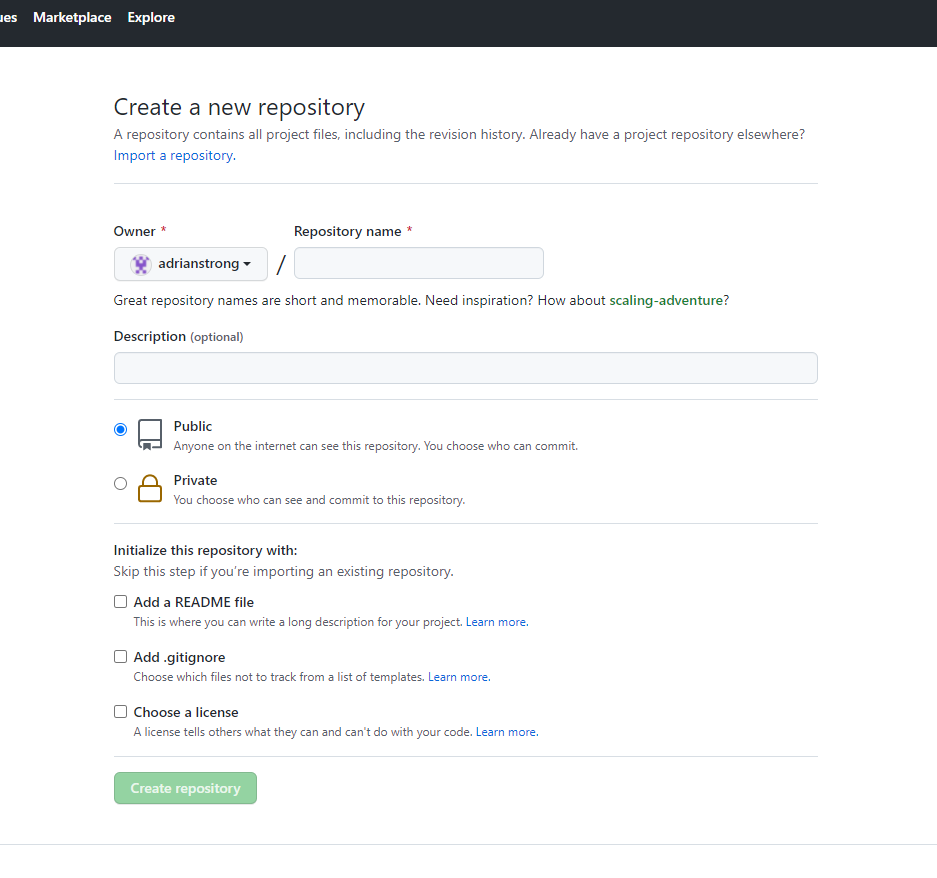 ues Marketplace Explore
Create a new repository
A repository contains all project files, including the revision history. Already have a project repository elsewhere?
Import a repository.
Owner * Repository name *
adrianstrong /
Great repository names are short and memorable. Need inspiration? How about scaling-adventure?
Description (optional)
Public
Anyone on the internet can see this repository. You choose who can commit.
Private
You choose who can see and commit to this repository.
Initialize this repository with:
Skip this step if you're importing an existing repository.
Add a README file
This is where you can write a long description for your project. Learn more.
Add .gitignore
Choose which files not to track from a list of templates. Learn more.
Choose a license
A license tells others what they can and can't do with your code. Learn more.
Create repository